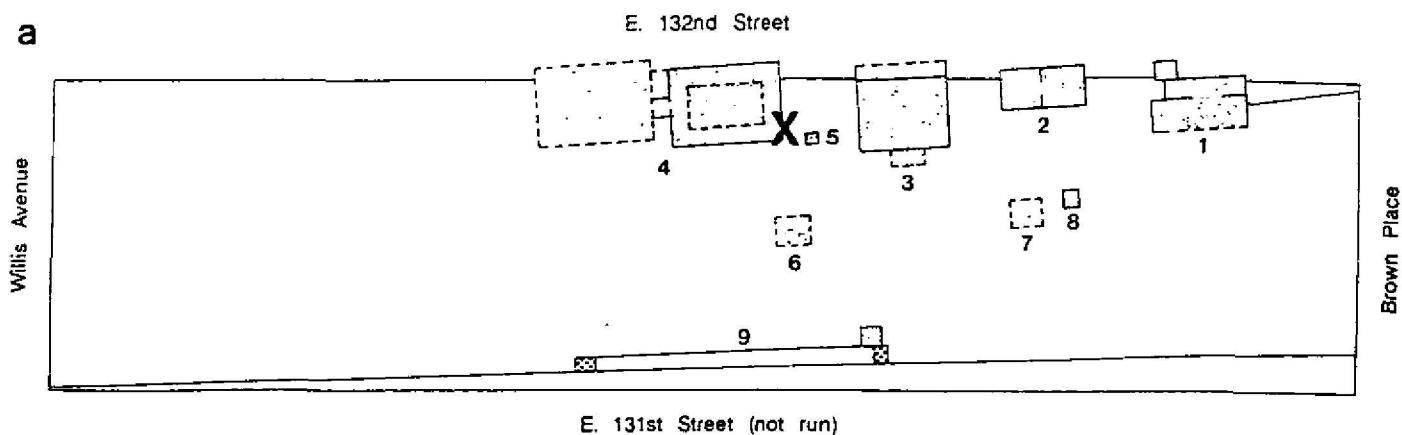 a
E. 132nd Street
Willis Avenue
4
X
5
3
2
1
6
7
8
9
Brown Place
E. 131st Street (not run)